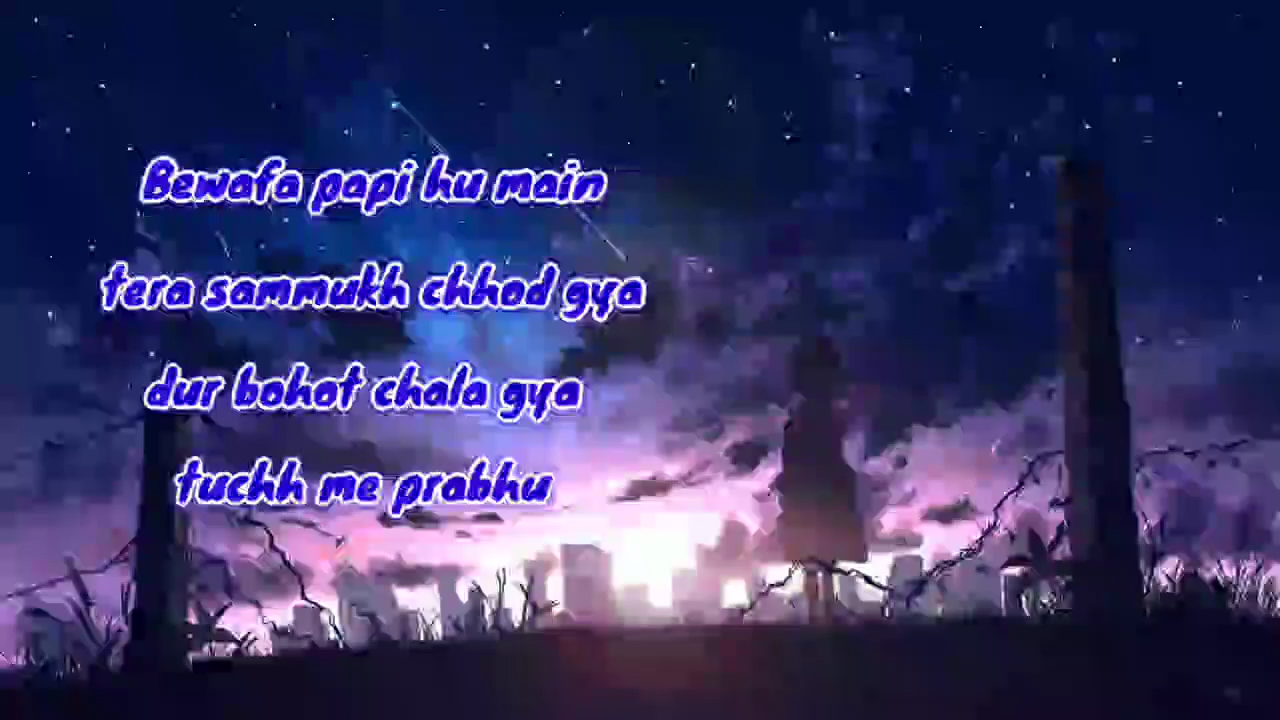 Bewafa papi hu main
tera sammukh chhod gya
dur bohot chala gya
tuchh me prabhu